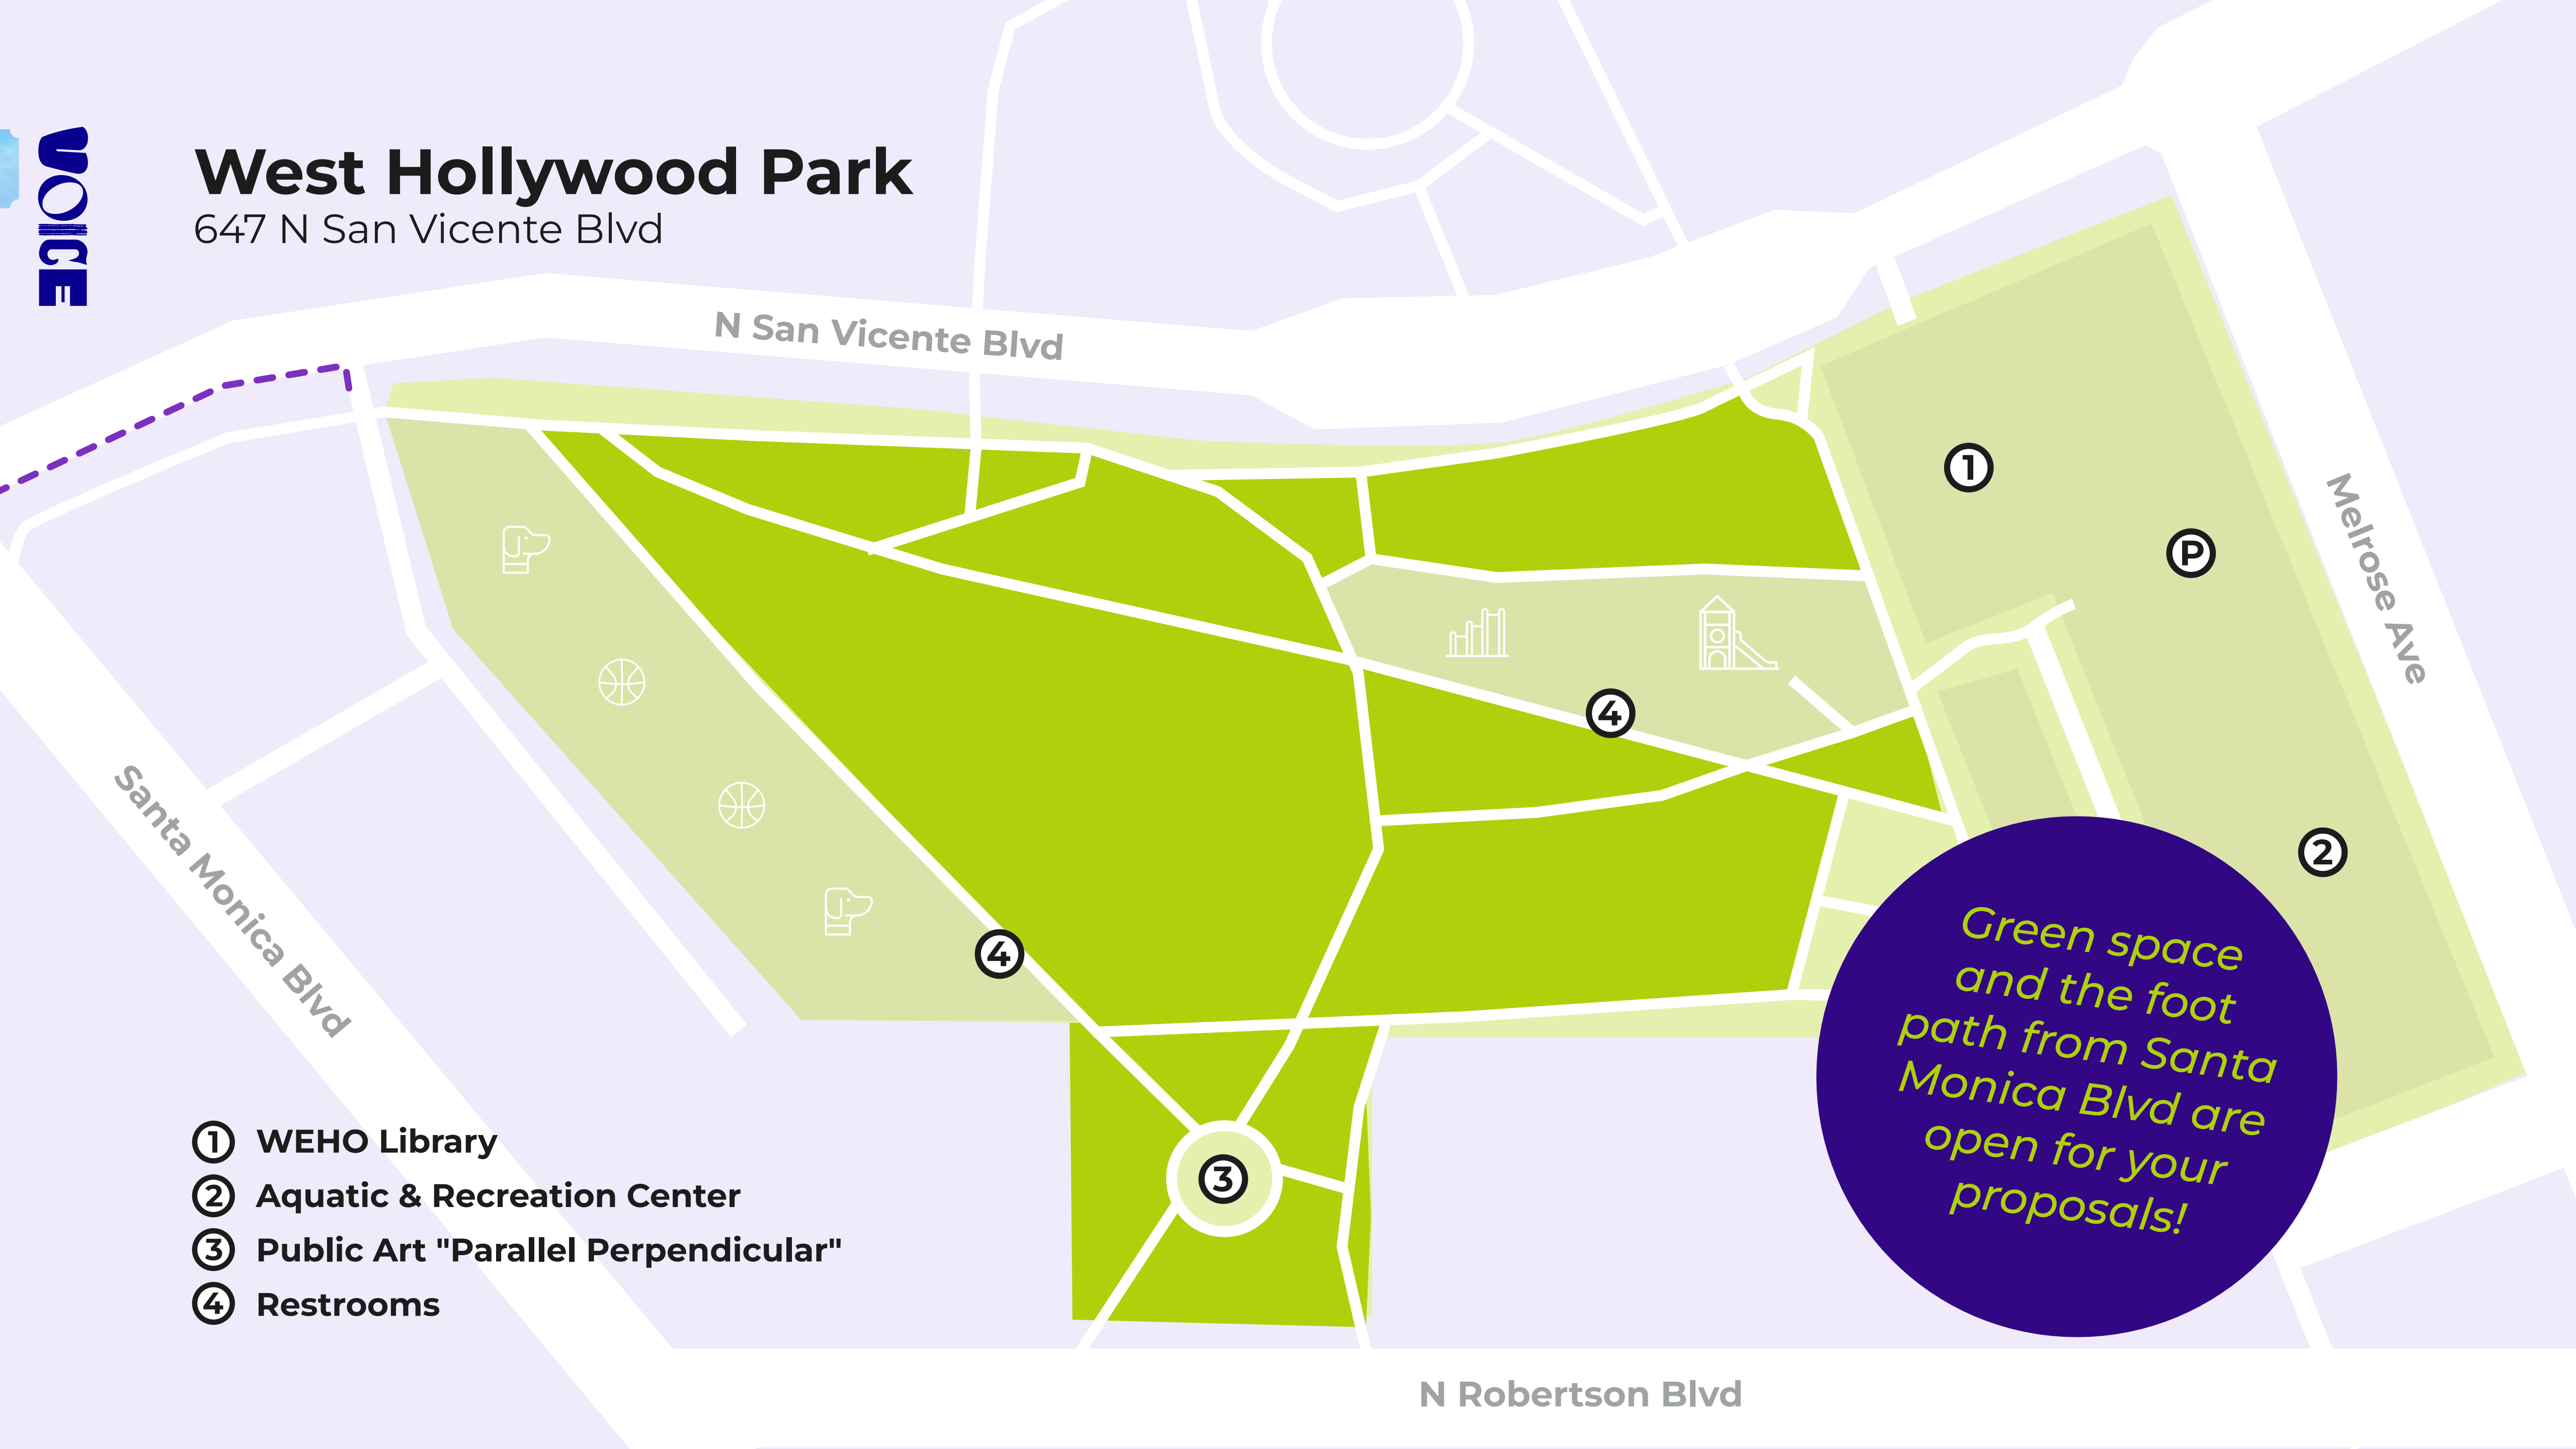 VOICE
West Hollywood Park
647 N San Vicente Blvd
N San Vicente Blvd
1
P
Melrose Ave
4
2
Santa Monica Blvd
4
3
Green space
and the foot
path from Santa
Monica Blvd are
open for your
proposals!
1 WEHO Library
2 Aquatic & Recreation Center
3 Public Art "Parallel Perpendicular"
4 Restrooms
N Robertson Blvd